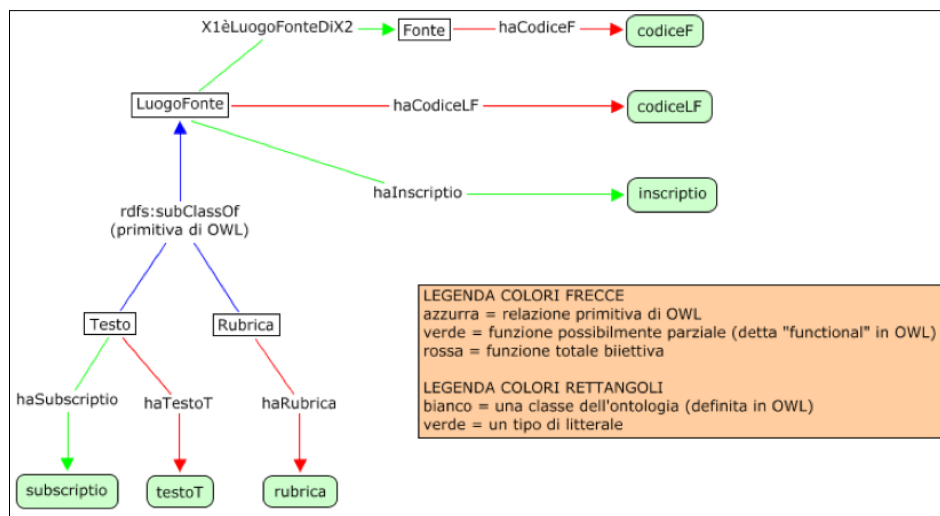 X1èLuogoFonteDiX2
Fonte
haCodiceF
codiceF
LuogoFonte
haCodiceLF
codiceLF
haInscriptio
inscriptio
rdfs:subClassOf
(primitiva di OWL)
Testo
Rubrica
LEGENDA COLORI FRECCE
azzurra = relazione primitiva di OWL
verde = funzione possibilmente parziale (detta "functional" in OWL)
rossa = funzione totale biiettiva
LEGENDA COLORI RETTANGOLI
bianco = una classe dell'ontologia (definita in OWL)
verde = un tipo di litterale
haSubscriptio
haTestoT
haRubrica
subscriptio
testoT
rubrica